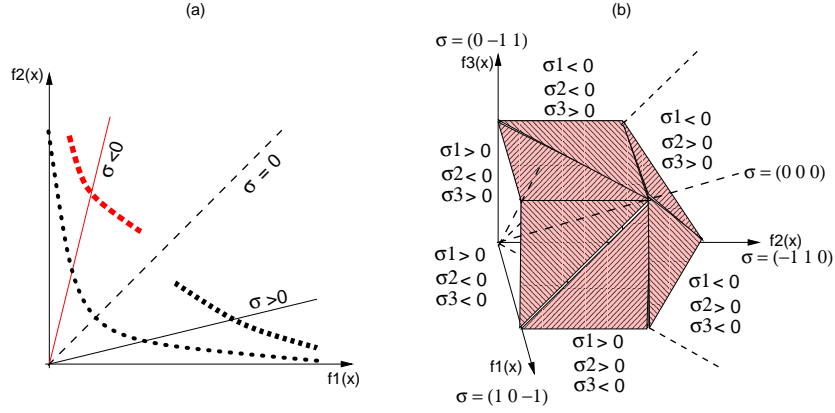 (a)
f2(x)
σ<0
σ=0
σ>0
f1(x)
(b)
σ = (0 −1 1)
f3(x)
σ1 < 0
σ2 < 0
σ3 > 0
σ1 < 0
σ2 > 0
σ3 > 0
σ1 > 0
σ2 < 0
σ3 > 0
σ = (0 0 0)
f2(x)
σ = (−1 1 0)
σ1 > 0
σ2 < 0
σ3 < 0
σ1 < 0
σ2 > 0
σ3 < 0
σ1 > 0
σ2 > 0
σ3 < 0
f1(x)
σ = (1 0 −1)